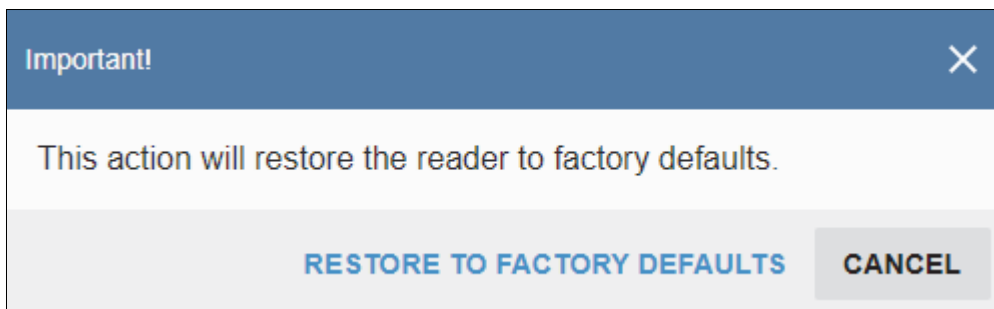 Important!
This action will restore the reader to factory defaults.
RESTORE TO FACTORY DEFAULTS CANCEL